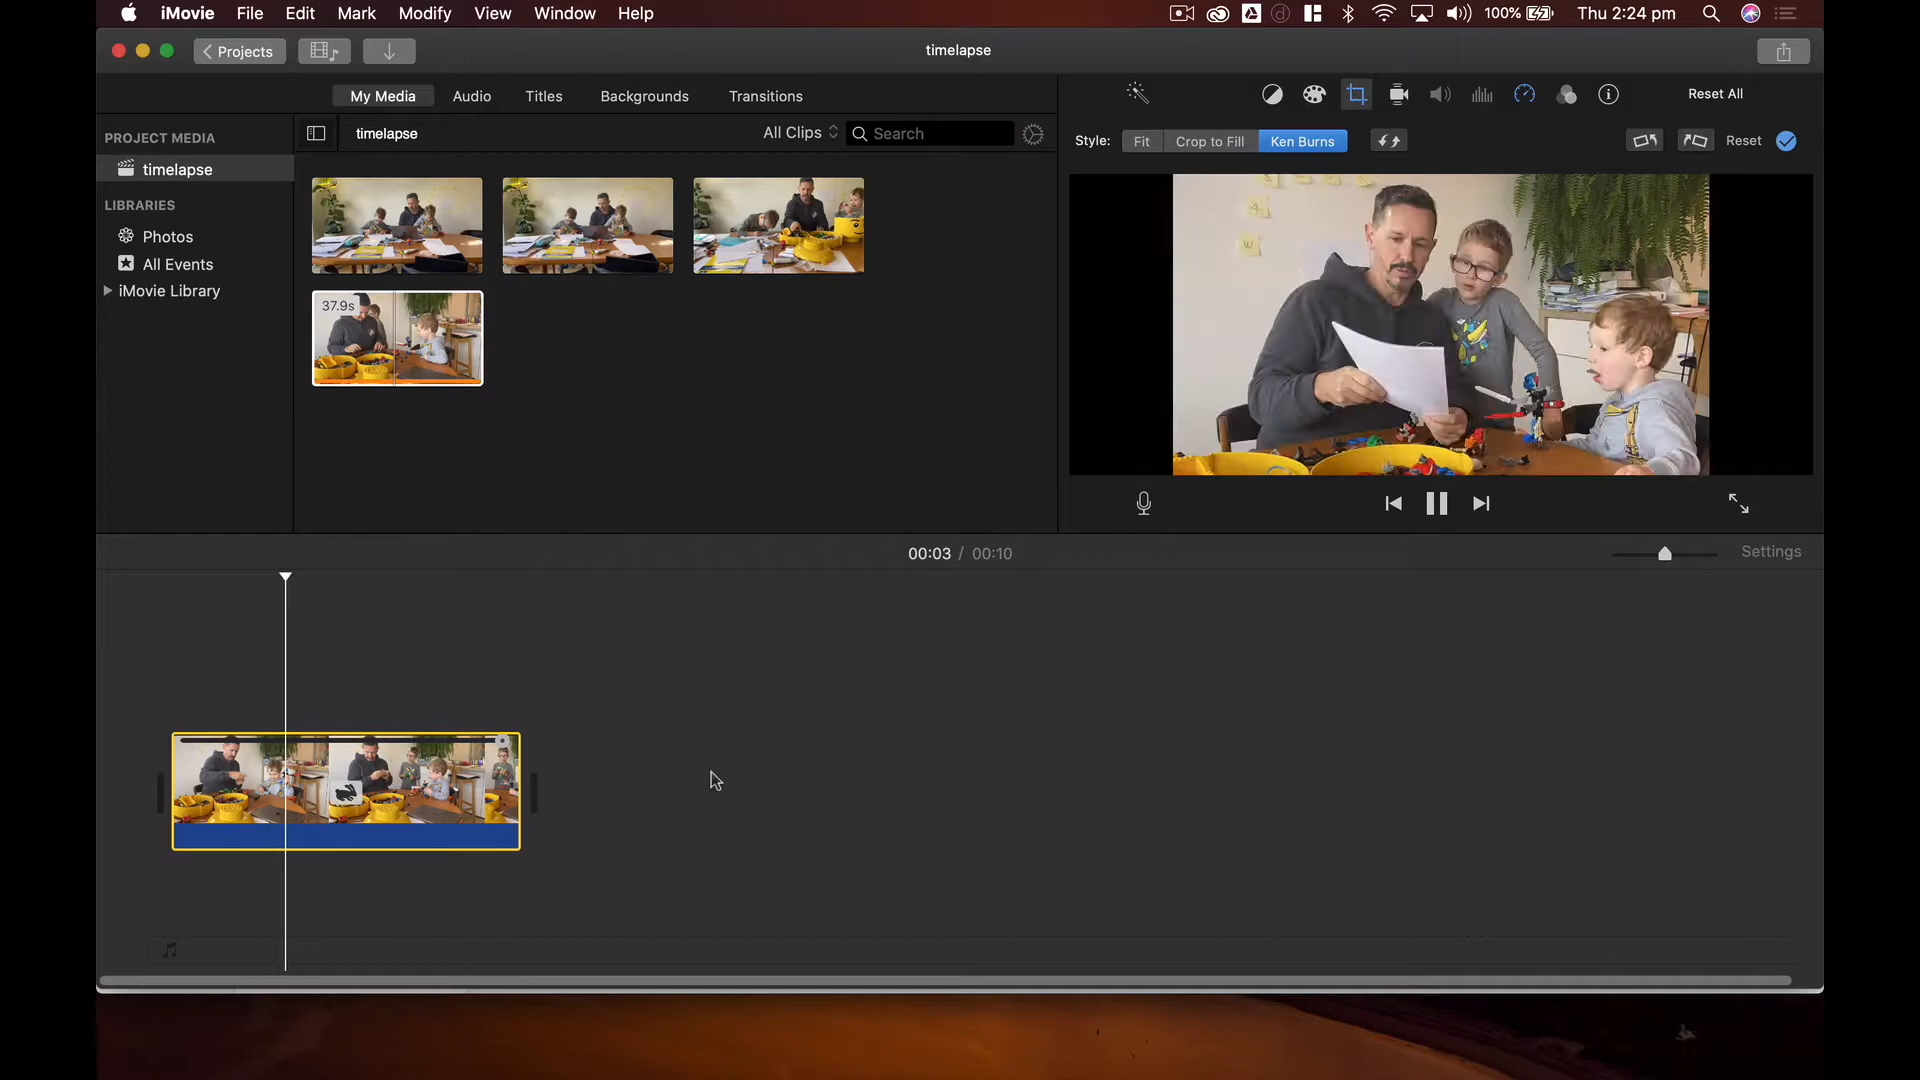 iMovie File Edit Mark Modify View Window Help 100% Thu 2:24 pm
Projects timelapse
My Media Audio Titles Backgrounds Transitions Reset All
PROJECT MEDIA timelapse All Clips Search
Style: Fit Crop to Fill Ken Burns Reset
timelapse
LIBRARIES
Photos
All Events
iMovie Library
37.9s
00:03 / 00:10 Settings